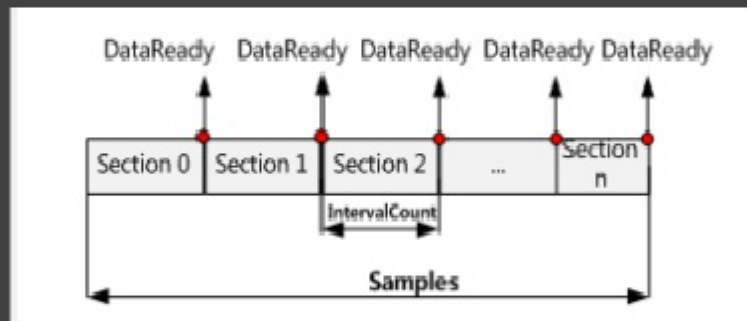 DataReady DataReady DataReady DataReady DataReady
Section 0 Section 1 Section 2 ... Section n
IntervalCount
Samples